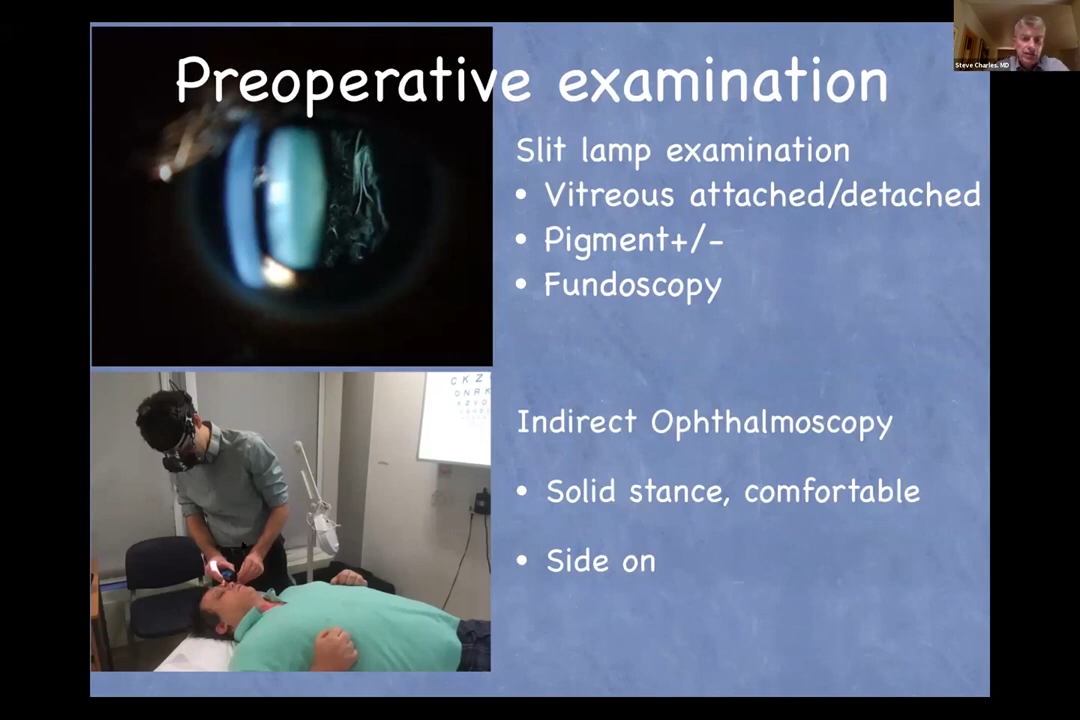 Preoperative examination
Steve Charles, MD
Slit lamp examination
• Vitreous attached/detached
• Pigment+/-
• Fundoscopy
C K Z
O N R K
K Z V D
Indirect Ophthalmoscopy
• Solid stance, comfortable
• Side on